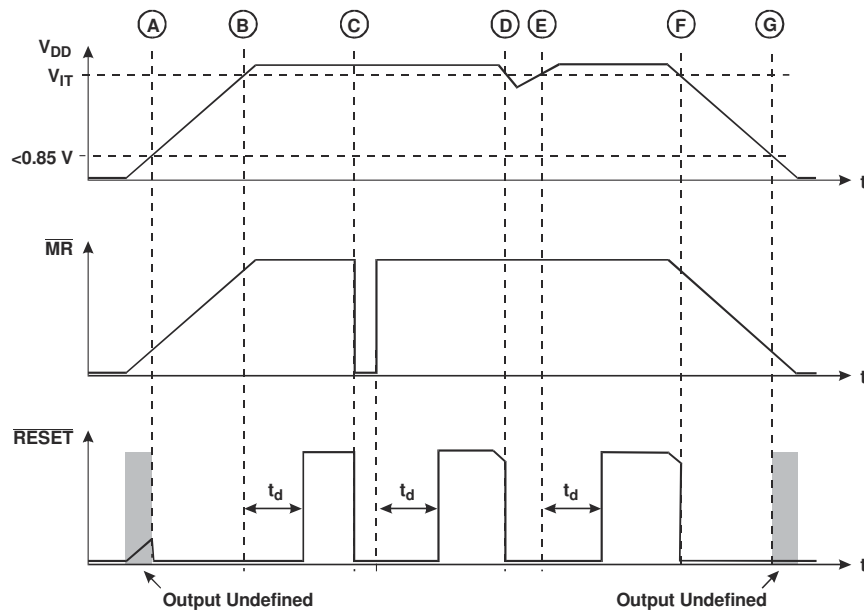 A B C D E F G
VDD
VIT
<0.85 V
t
MR
t
RESET
td td td
t
Output Undefined Output Undefined